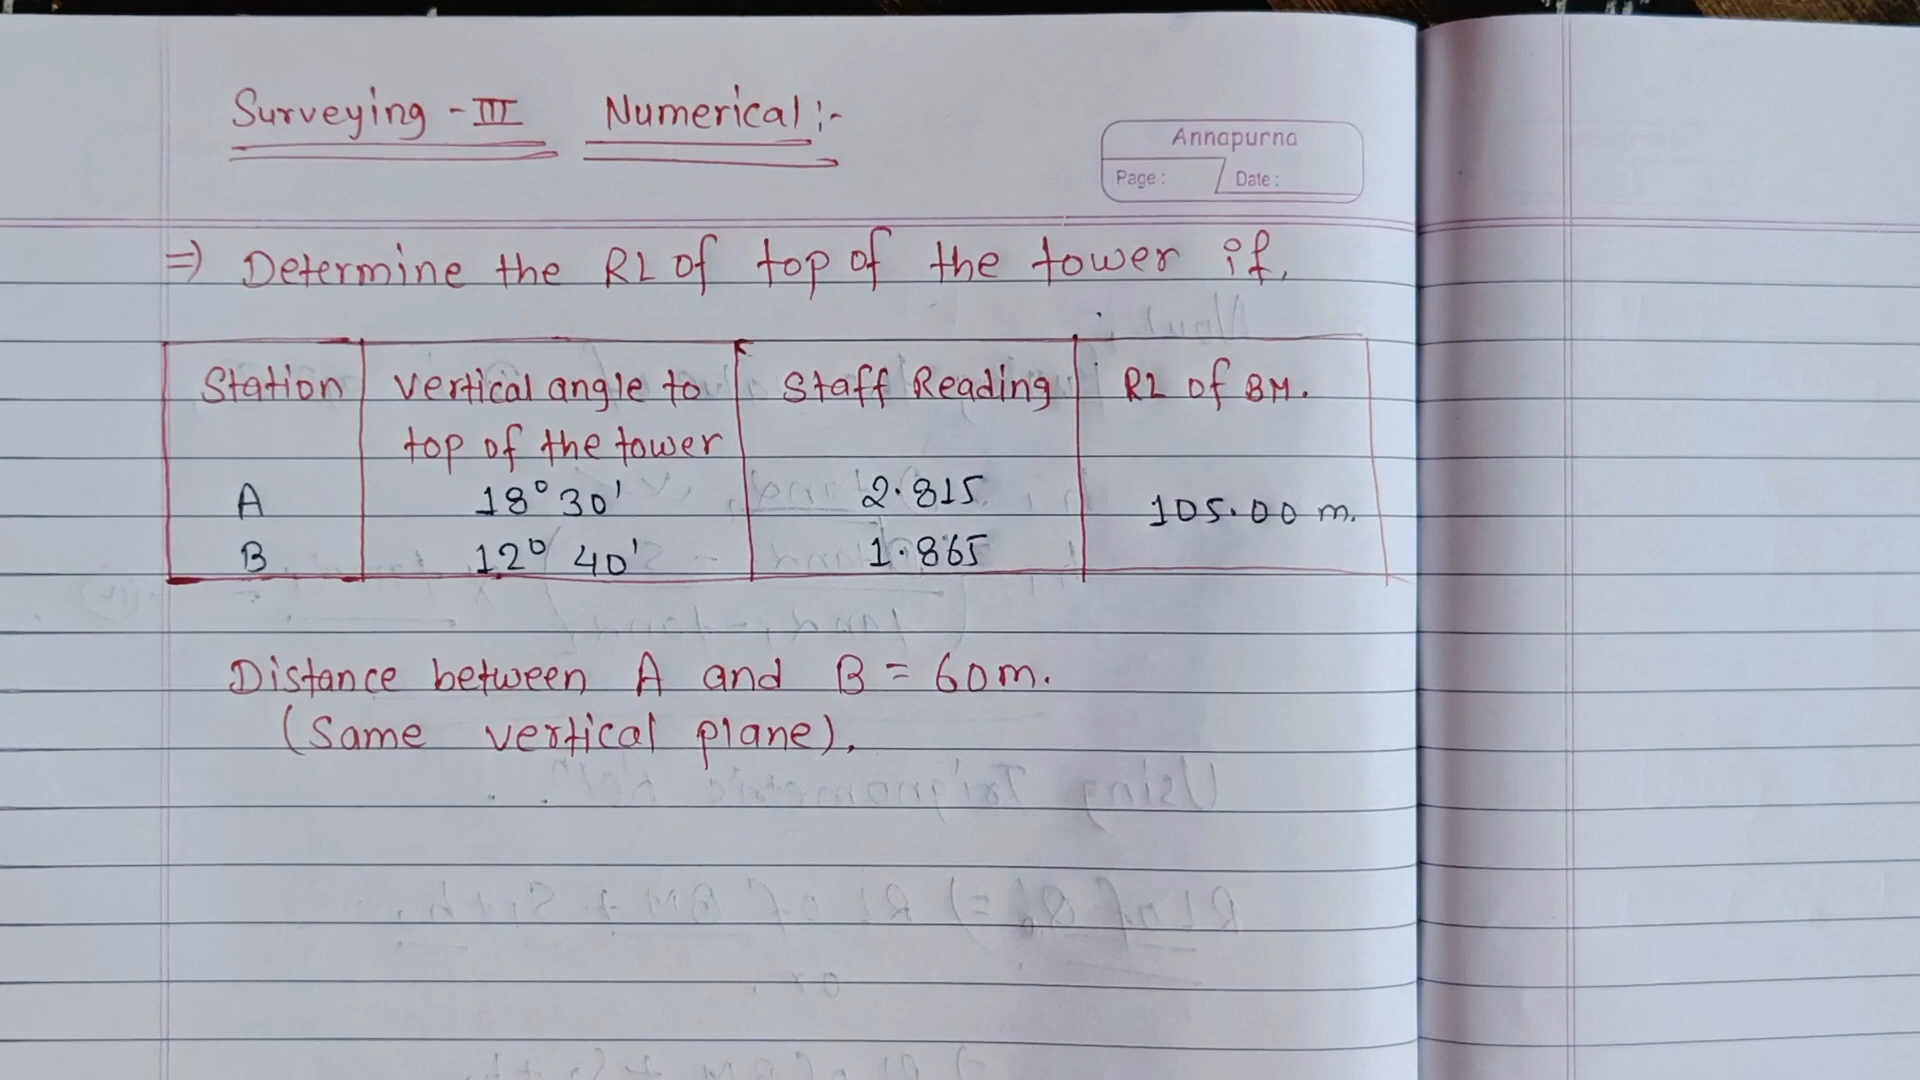 Surveying - III Numerical :-
Annapurna
Page : Date :
=> Determine the RL of top of the tower if,
Station Vertical angle to top of the tower Staff Reading RL of BM.
A 18° 30' 2.815 105.00 m.
B 12° 40' 1.865
Distance between A and B = 60m.
(Same vertical plane),